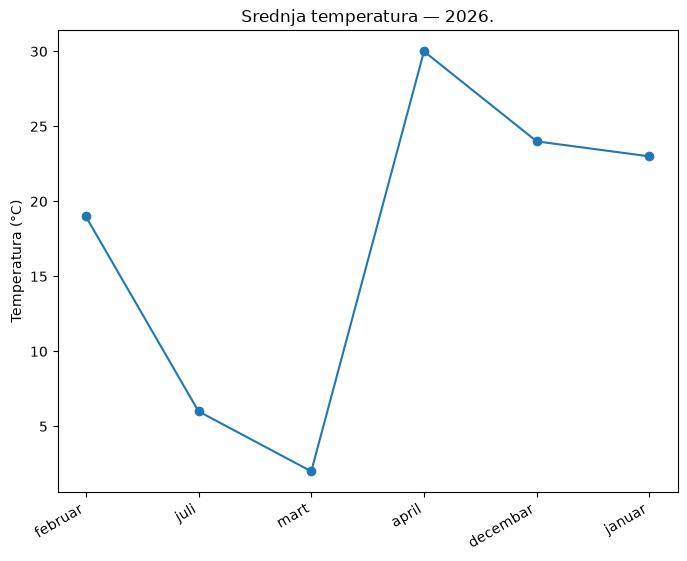 Srednja temperatura — 2026.
Temperatura (°C)
30
25
20
15
10
5
februar
juli
mart
april
decembar
januar